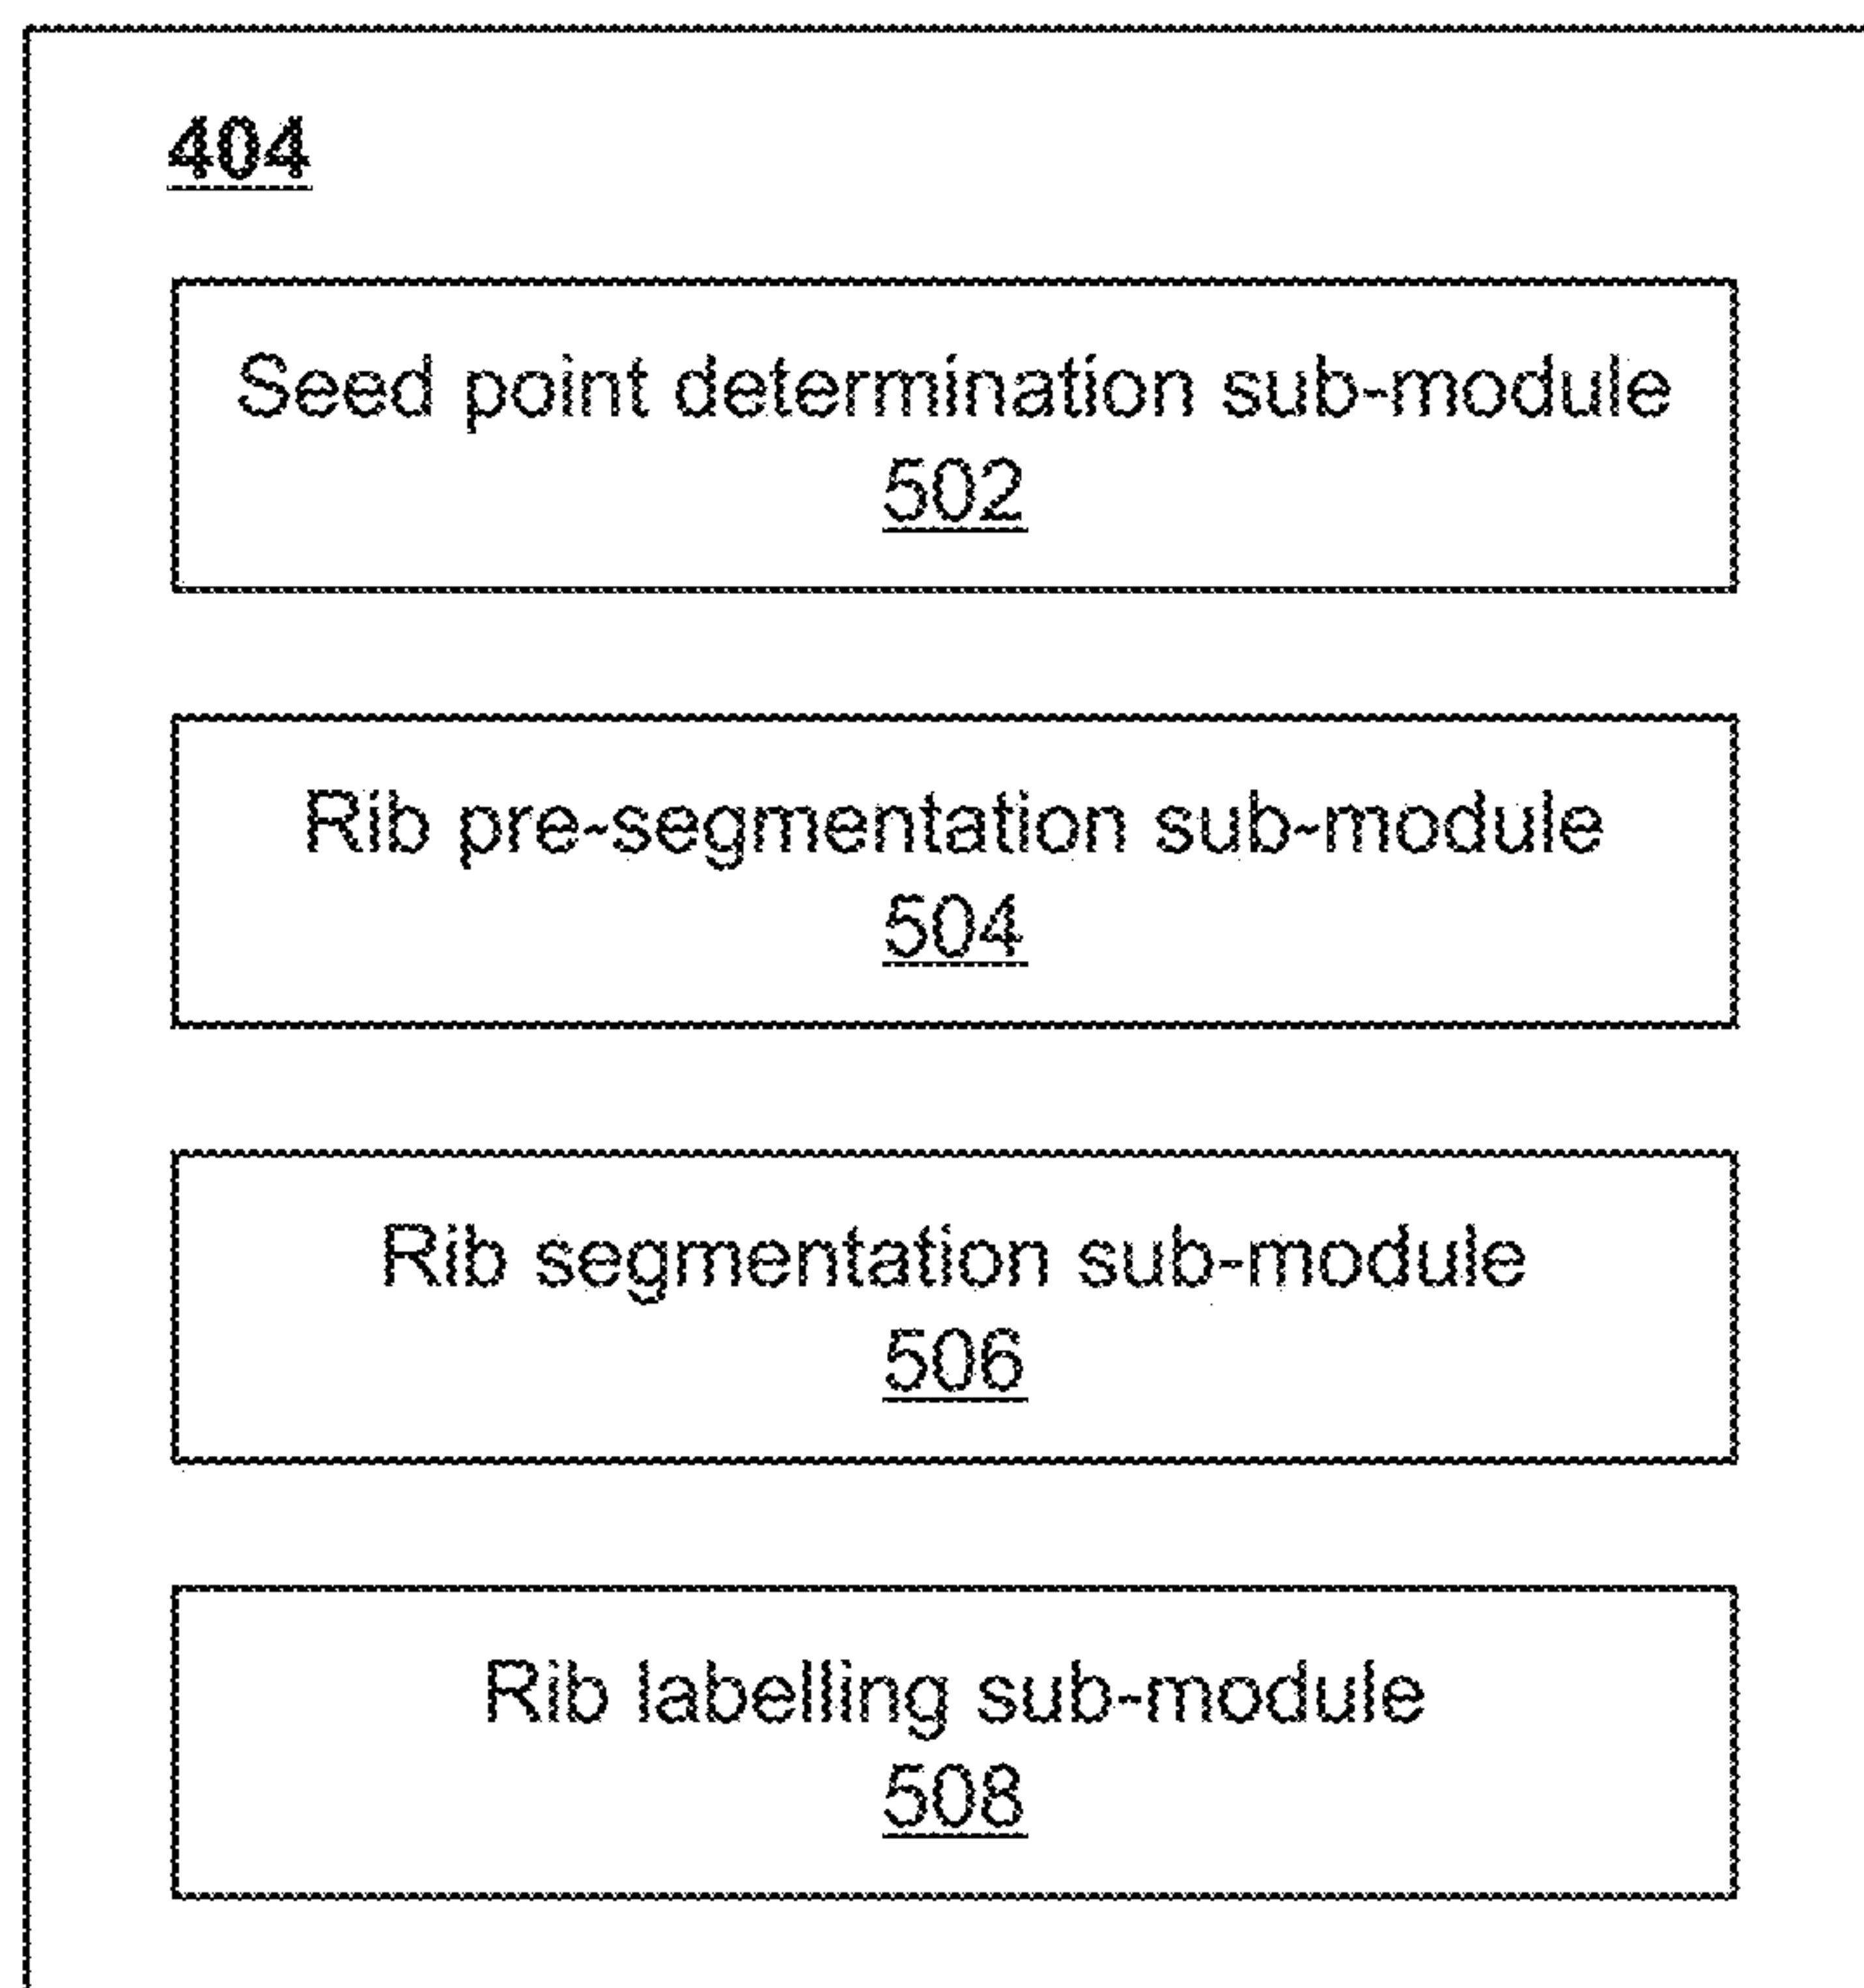 404
Seed point determination sub-module
502
Rib pre-segmentation sub-module
504
Rib segmentation sub-module
506
Rib labelling sub-module
508